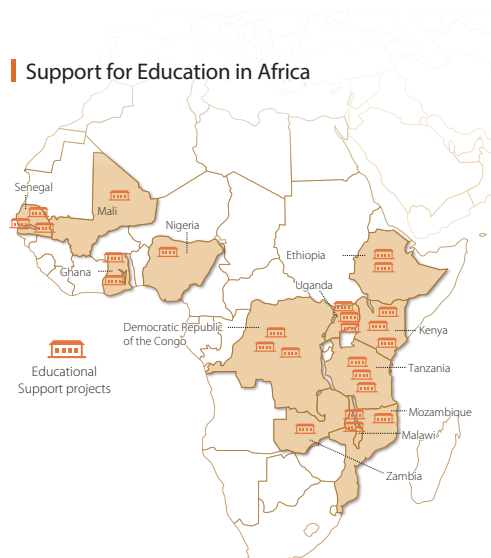 Support for Education in Africa
Senegal
Mali
Nigeria
Ghana
Ethiopia
Uganda
Democratic Republic
of the Congo
Kenya
Tanzania
Educational
Support projects
Mozambique
Malawi
Zambia